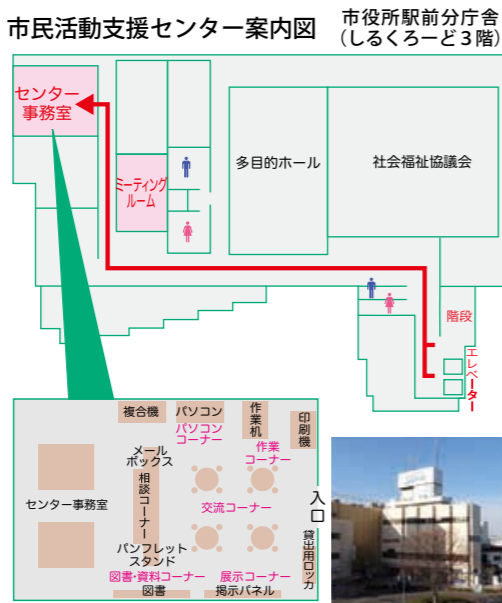 市民活動支援センター案内図
市役所駅前分庁舎
（しるくろーど３階）
センター
事務室
ミーティング
ルーム
多目的ホール
社会福祉協議会
階段
エレベーター
複合機
パソコン
作業机
印刷機
パソコン
コーナー
作業
コーナー
メール
ボックス
相談コーナー
センター事務室
交流コーナー
入口
パンフレット
スタンド
貸出用ロッカ
図書・資料コーナー
展示コーナー
図書
掲示パネル